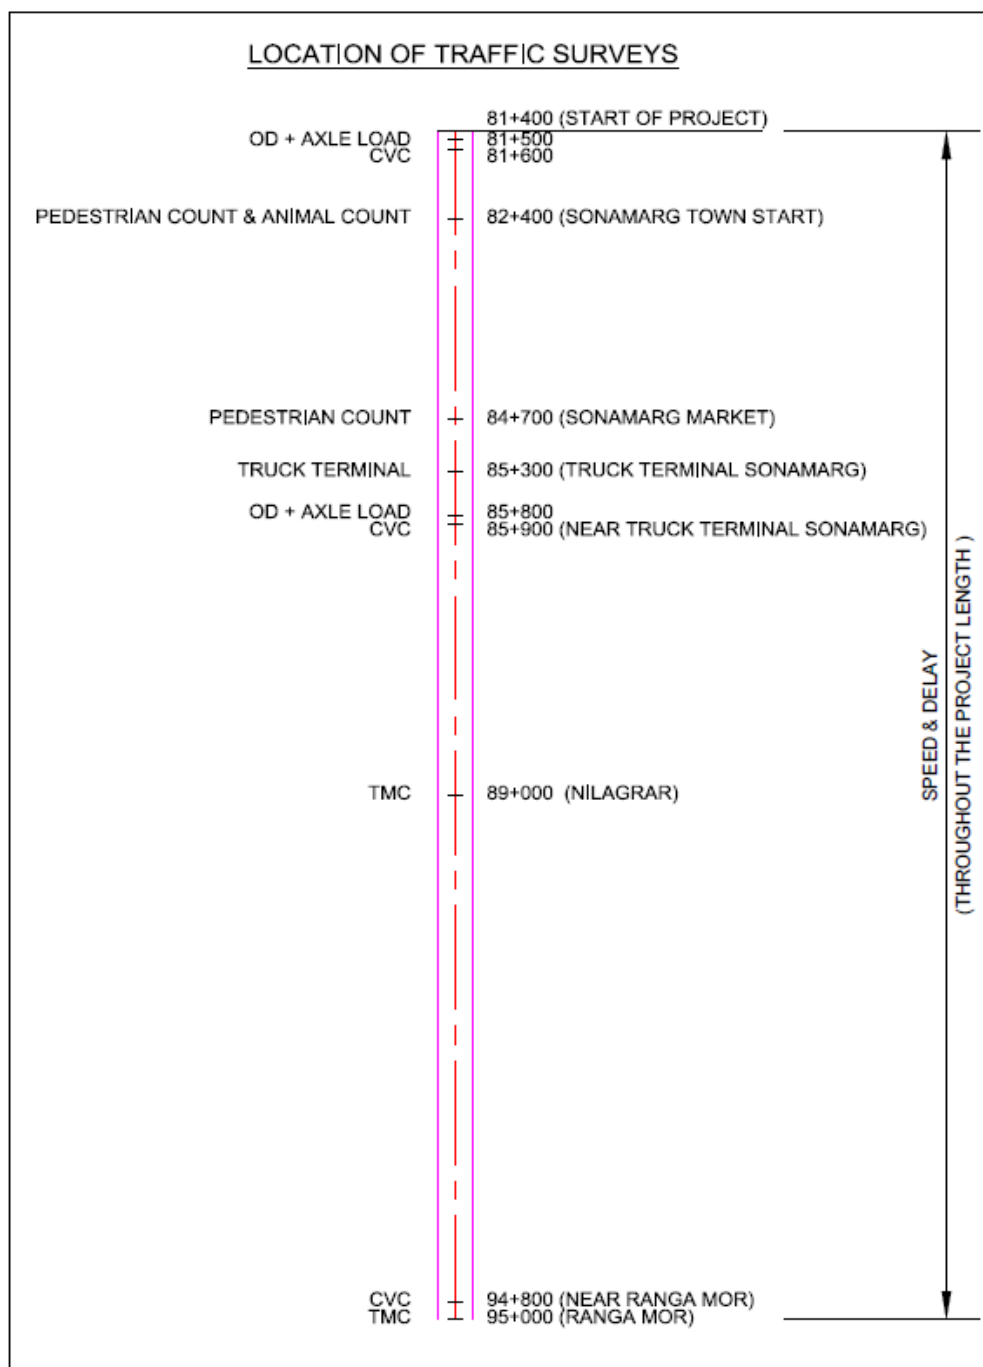 LOCATION OF TRAFFIC SURVEYS
81+400 (START OF PROJECT)
OD + AXLE LOAD 81+500
CVC 81+600
PEDESTRIAN COUNT & ANIMAL COUNT 82+400 (SONAMARG TOWN START)
PEDESTRIAN COUNT 84+700 (SONAMARG MARKET)
TRUCK TERMINAL 85+300 (TRUCK TERMINAL SONAMARG)
OD + AXLE LOAD 85+800
CVC 85+900 (NEAR TRUCK TERMINAL SONAMARG)
TMC 89+000 (NILAGRAR)
CVC 94+800 (NEAR RANGA MOR)
TMC 95+000 (RANGA MOR)
SPEED & DELAY
(THROUGHOUT THE PROJECT LENGTH )